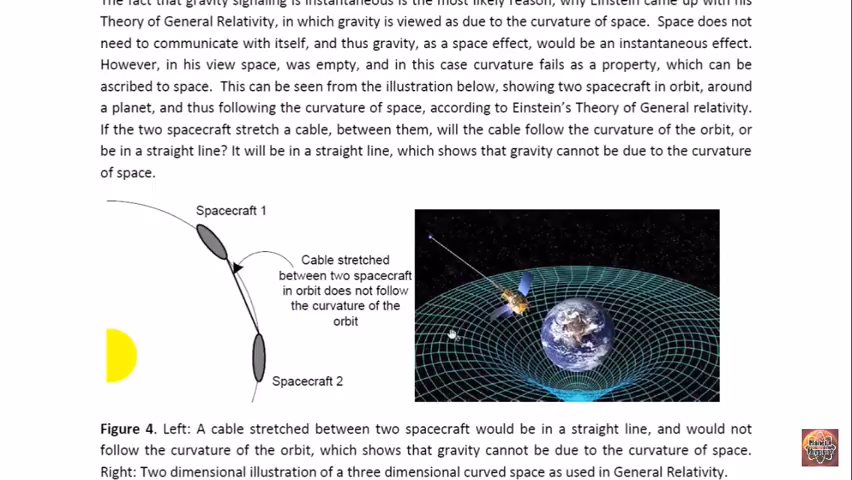 The fact that gravity signaling is instantaneous is the most likely reason, why Einstein came up with his
Theory of General Relativity, in which gravity is viewed as due to the curvature of space. Space does not
need to communicate with itself, and thus gravity, as a space effect, would be an instantaneous effect.
However, in his view space, was empty, and in this case curvature fails as a property, which can be
ascribed to space. This can be seen from the illustration below, showing two spacecraft in orbit, around
a planet, and thus following the curvature of space, according to Einstein's Theory of General relativity.
If the two spacecraft stretch a cable, between them, will the cable follow the curvature of the orbit, or
be in a straight line? It will be in a straight line, which shows that gravity cannot be due to the curvature
of space.
Spacecraft 1
Cable stretched
between two spacecraft
in orbit does not follow
the curvature of the
orbit
Spacecraft 2
Figure 4. Left: A cable stretched between two spacecraft would be in a straight line, and would not
follow the curvature of the orbit, which shows that gravity cannot be due to the curvature of space.
Right: Two dimensional illustration of a three dimensional curved space as used in General Relativity.